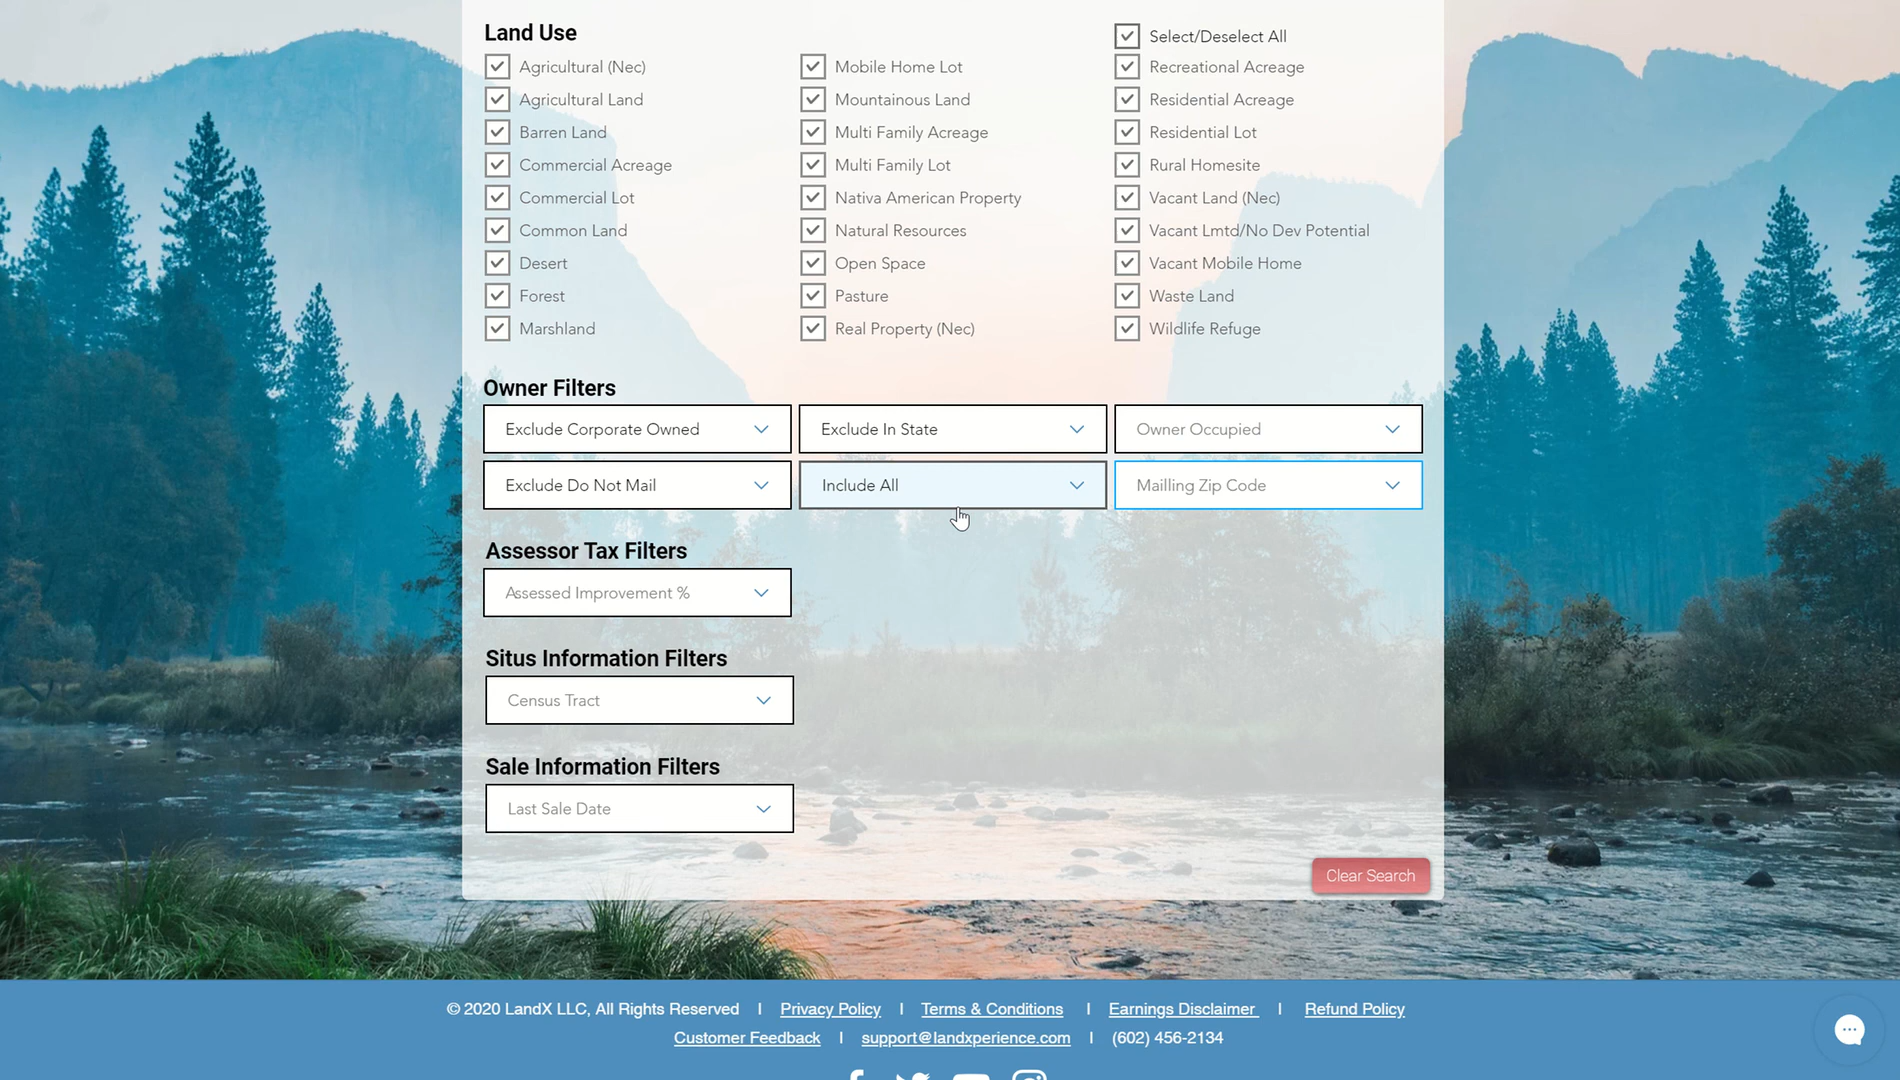 Land Use
Select/Deselect All
Agricultural (Nec)
Mobile Home Lot
Recreational Acreage
Agricultural Land
Mountainous Land
Residential Acreage
Barren Land
Multi Family Acreage
Residential Lot
Commercial Acreage
Multi Family Lot
Rural Homesite
Commercial Lot
Nativa American Property
Vacant Land (Nec)
Common Land
Natural Resources
Vacant Lmtd/No Dev Potential
Desert
Open Space
Vacant Mobile Home
Forest
Pasture
Waste Land
Marshland
Real Property (Nec)
Wildlife Refuge
Owner Filters
Exclude Corporate Owned
Exclude In State
Owner Occupied
Exclude Do Not Mail
Include All
Mailling Zip Code
Assessor Tax Filters
Assessed Improvement %
Situs Information Filters
Census Tract
Sale Information Filters
Last Sale Date
Clear Search
© 2020 LandX LLC, All Rights Reserved | Privacy Policy | Terms & Conditions | Earnings Disclaimer | Refund Policy
Customer Feedback | support@landxperience.com | (602) 456-2134